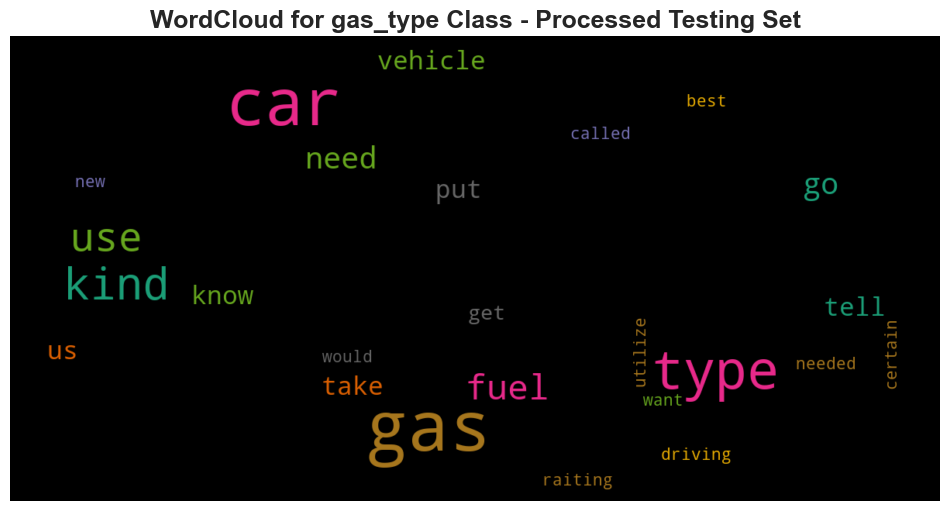 WordCloud for gas_type Class - Processed Testing Set
vehicle
car
best
called
need
new
put
go
use
kind
know
get
tell
us
would
utilize
type
needed
certain
take
fuel
want
gas
driving
raiting